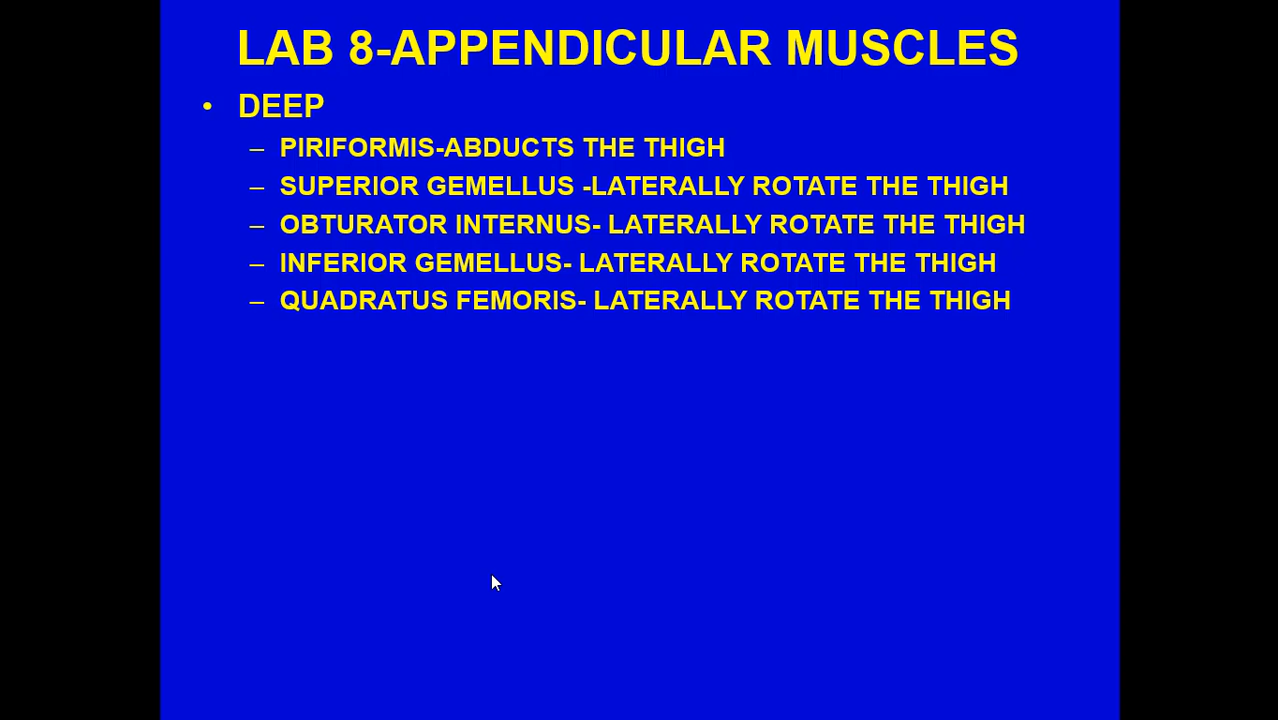 LAB 8-APPENDICULAR MUSCLES
• DEEP
– PIRIFORMIS-ABDUCTS THE THIGH
– SUPERIOR GEMELLUS -LATERALLY ROTATE THE THIGH
– OBTURATOR INTERNUS- LATERALLY ROTATE THE THIGH
– INFERIOR GEMELLUS- LATERALLY ROTATE THE THIGH
– QUADRATUS FEMORIS- LATERALLY ROTATE THE THIGH